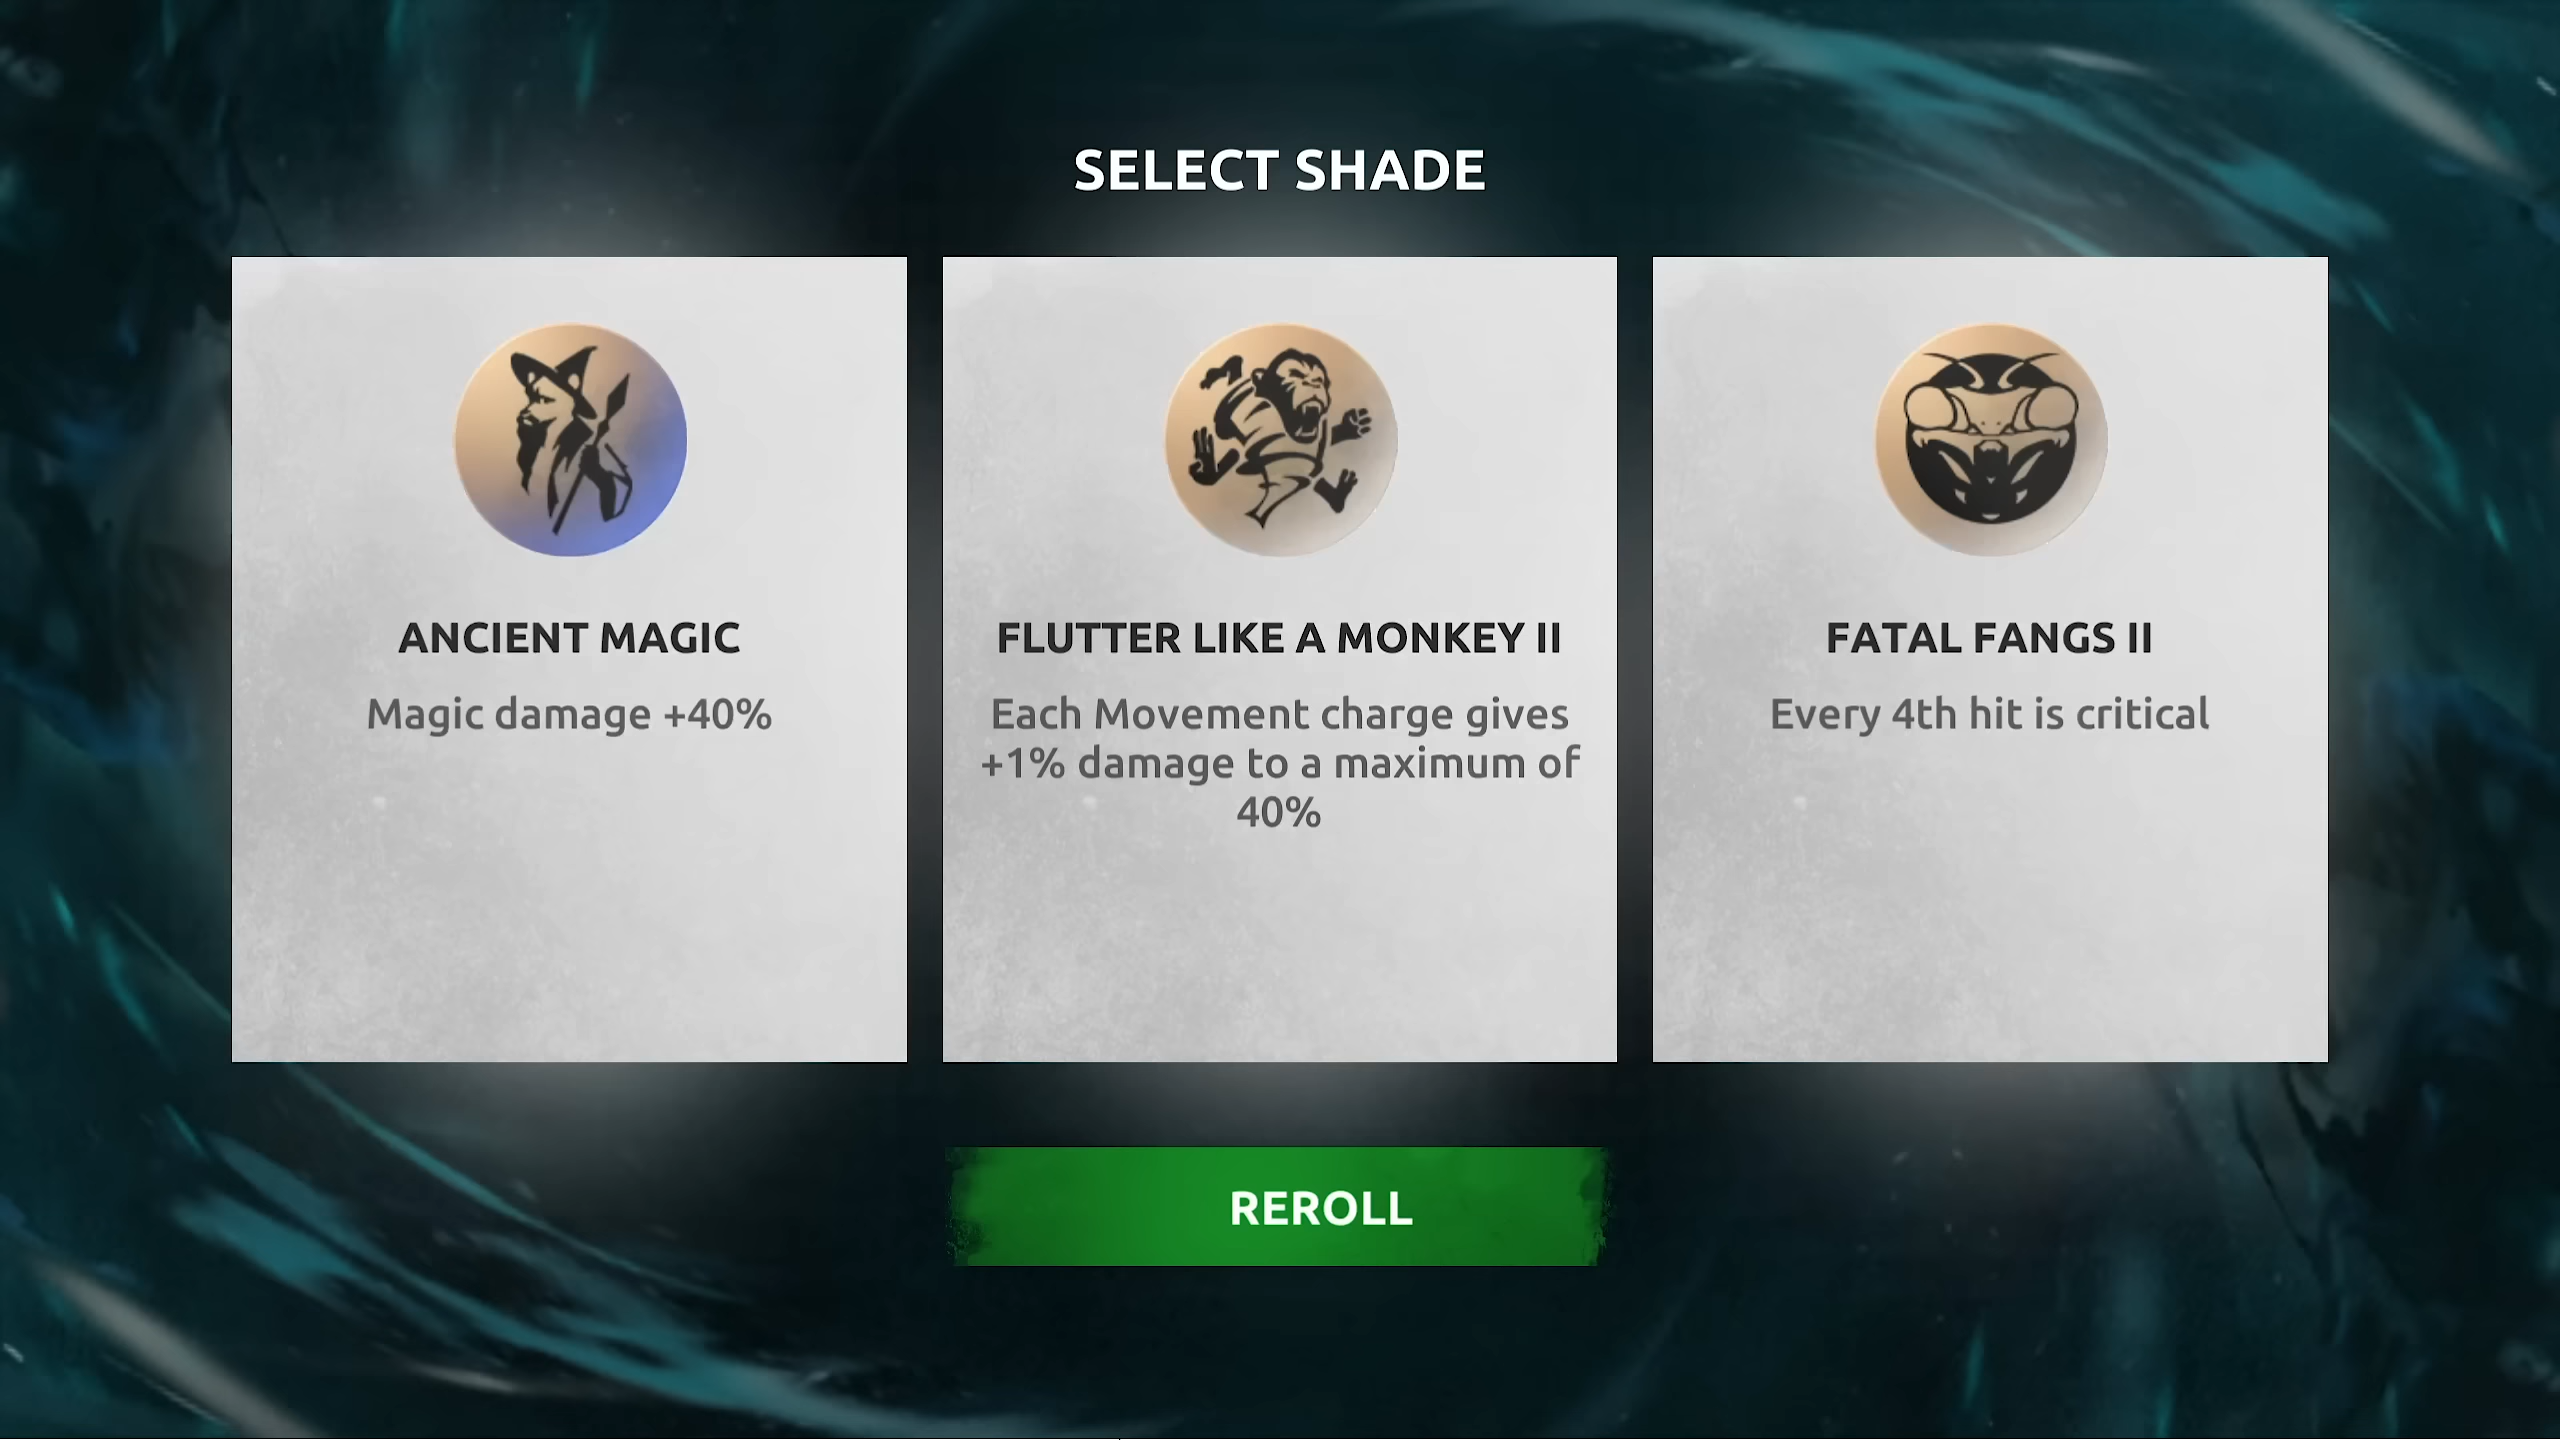 SELECT SHADE
ANCIENT MAGIC
Magic damage +40%
FLUTTER LIKE A MONKEY II
Each Movement charge gives
+1% damage to a maximum of
40%
FATAL FANGS II
Every 4th hit is critical
REROLL